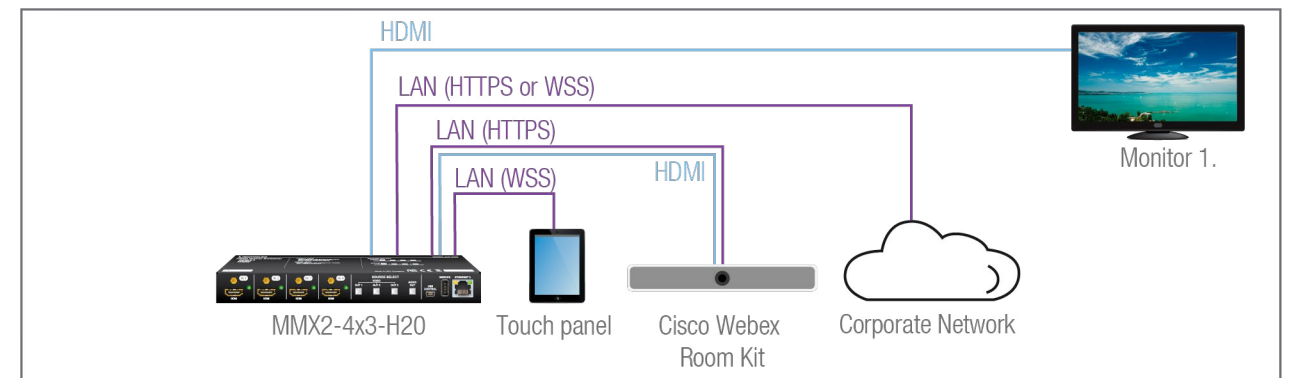 HDMI
LAN (HTTPS or WSS)
LAN (HTTPS)
HDMI
LAN (WSS)
Monitor 1.
MMX2-4x3-H20
Touch panel
Cisco Webex
Room Kit
Corporate Network